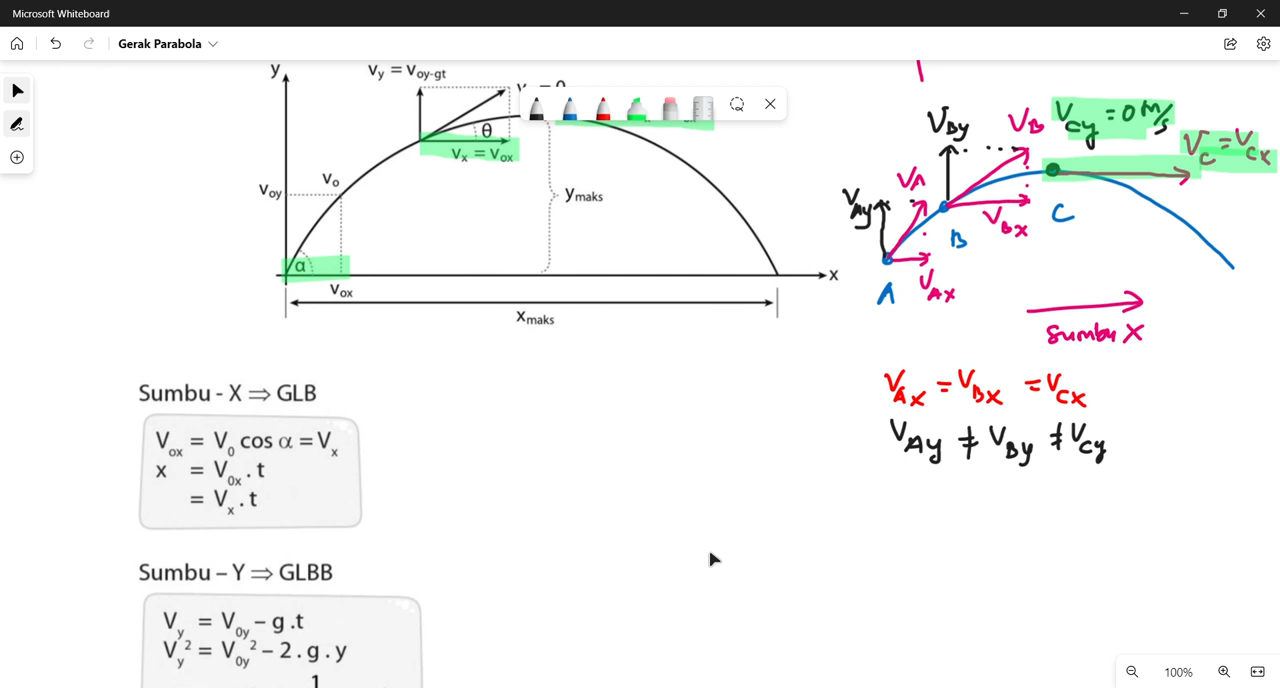 Microsoft Whiteboard
Gerak Parabola
y
Vy = Voy-gt
θ
Vx = Vox
Vo
Voy
ymaks
α
Vox
x
xmaks
VBy
VB
VCy = 0 m/s
VC = VCx
VA
VAy
VBx
B
C
A
VAx
Sumbu X
VAx = VBx = VCx
VAy ≠ VBy ≠ VCy
Sumbu - X ⇒ GLB
Vox = V0 cos α = Vx
x = V0x . t
= Vx . t
Sumbu – Y ⇒ GLBB
Vy = V0y – g .t
Vy² = V0y² – 2 . g . y
1
100%